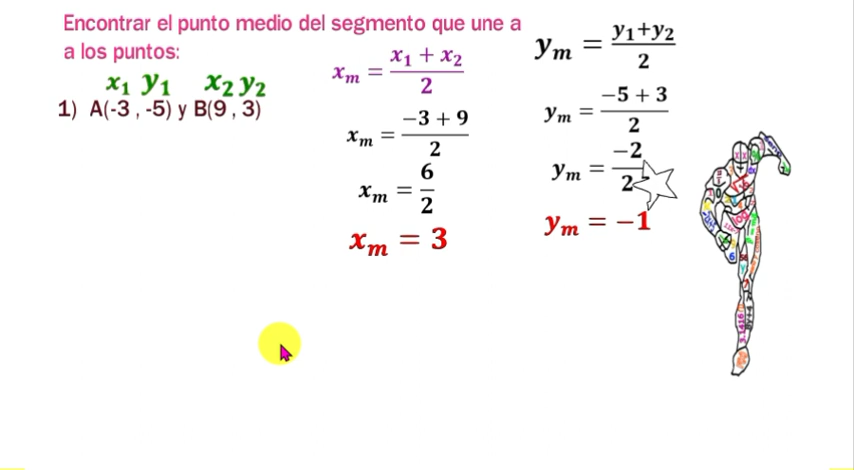 Encontrar el punto medio del segmento que une a
a los puntos:
x₁ y₁ x₂ y₂
1) A(-3 , -5) y B(9 , 3)
xₘ = (x₁ + x₂)/2
xₘ = (−3 + 9)/2
xₘ = 6/2
xₘ = 3
yₘ = (y₁+y₂)/2
yₘ = (−5 + 3)/2
yₘ = −2/2
yₘ = −1